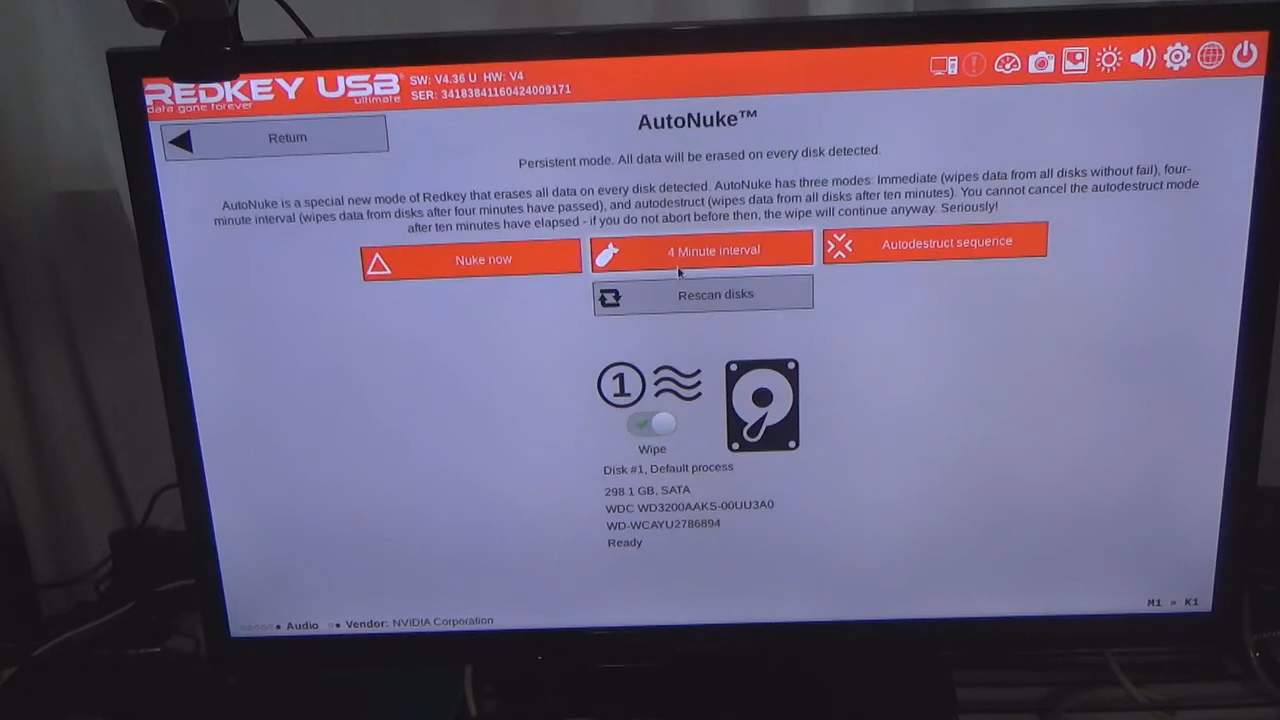 REDKEY USB
ultimate
data gone forever
SW: V4.36 U HW: V4
SER: 34183841160424009171
Return
AutoNuke™
Persistent mode. All data will be erased on every disk detected.
AutoNuke is a special new mode of Redkey that erases all data on every disk detected. AutoNuke has three modes: Immediate (wipes data from all disks without fail), four-
minute interval (wipes data from disks after four minutes have passed), and autodestruct (wipes data from all disks after ten minutes). You cannot cancel the autodestruct mode
after ten minutes have elapsed - if you do not abort before then, the wipe will continue anyway. Seriously!
Nuke now
4 Minute interval
Autodestruct sequence
Rescan disks
1
Wipe
Disk #1, Default process
298.1 GB, SATA
WDC WD3200AAKS-00UU3A0
WD-WCAYU2786894
Ready
M1 » K1
Audio
Vendor: NVIDIA Corporation